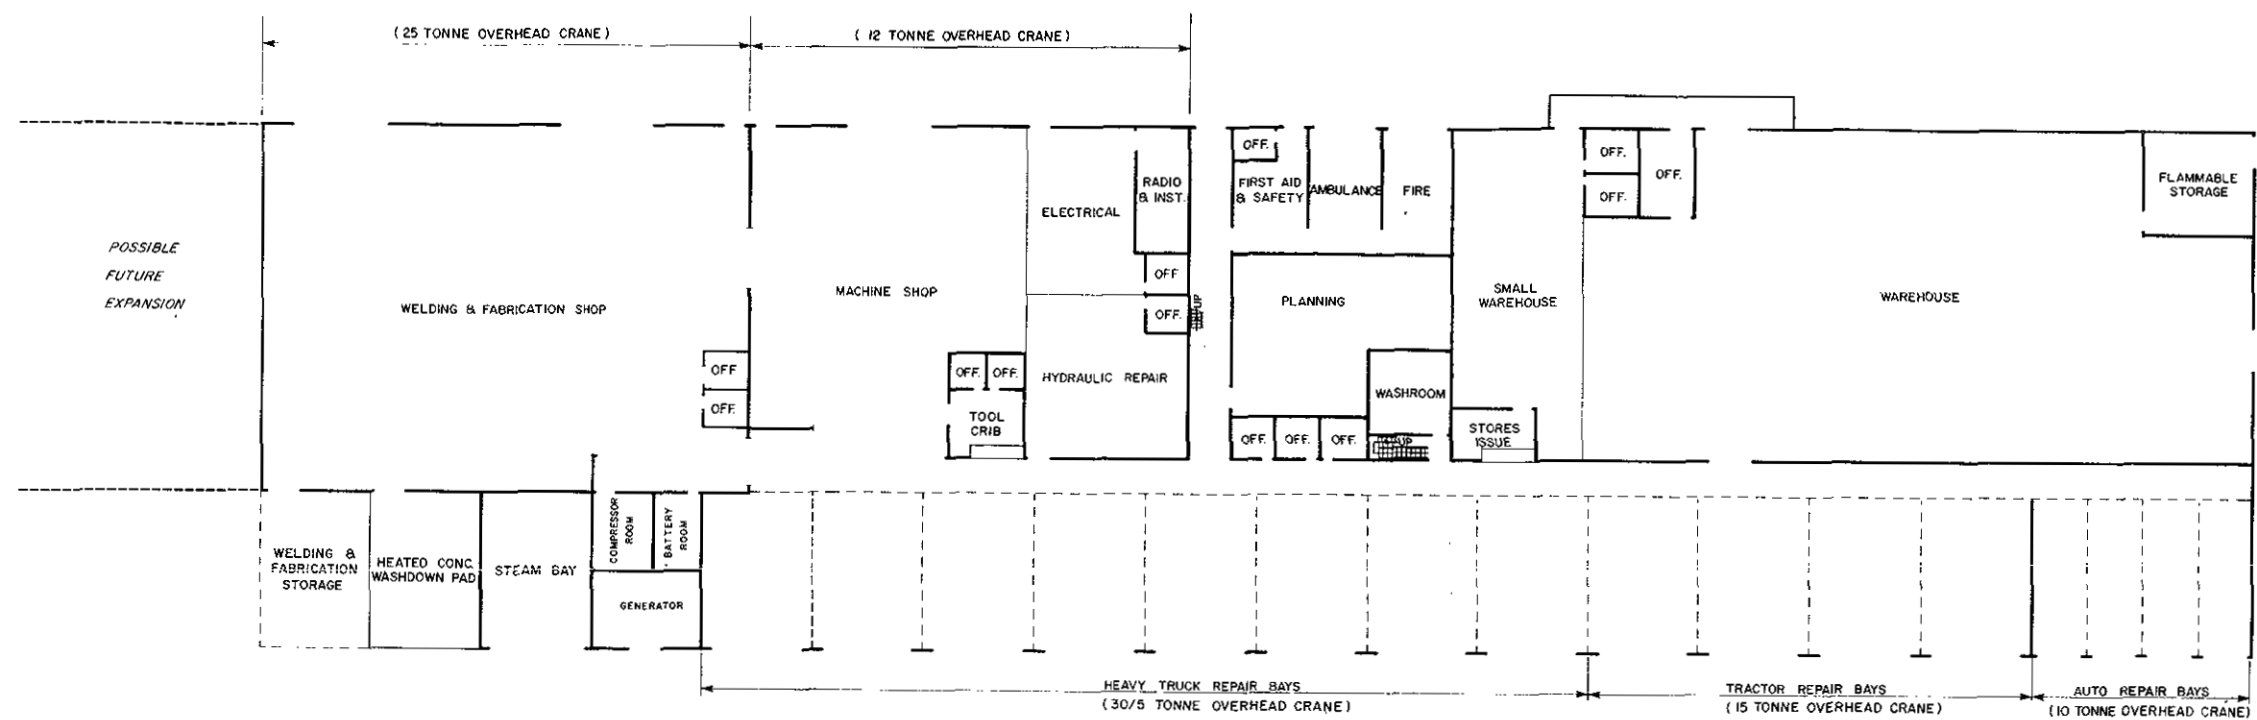 (25 TONNE OVERHEAD CRANE)
(12 TONNE OVERHEAD CRANE)
OFF.
FIRST AID
& SAFETY
AMBULANCE
FIRE
RADIO
& INST.
ELECTRICAL
OFF.
OFF.
OFF.
FLAMMABLE
STORAGE
POSSIBLE
FUTURE
EXPANSION
WELDING & FABRICATION SHOP
MACHINE SHOP
OFF
OFF.
UP
PLANNING
SMALL
WAREHOUSE
WAREHOUSE
OFF
OFF.
OFF.
OFF.
TOOL
CRIB
HYDRAULIC REPAIR
WASHROOM
OFF.
OFF.
OFF.
UP
STORES
ISSUE
WELDING &
FABRICATION
STORAGE
HEATED CONC.
WASHDOWN PAD
STEAM BAY
COMPRESSOR
ROOM
BATTERY
ROOM
GENERATOR
HEAVY TRUCK REPAIR BAYS
(30/5 TONNE OVERHEAD CRANE)
TRACTOR REPAIR BAYS
(15 TONNE OVERHEAD CRANE)
AUTO REPAIR BAYS
(10 TONNE OVERHEAD CRANE)